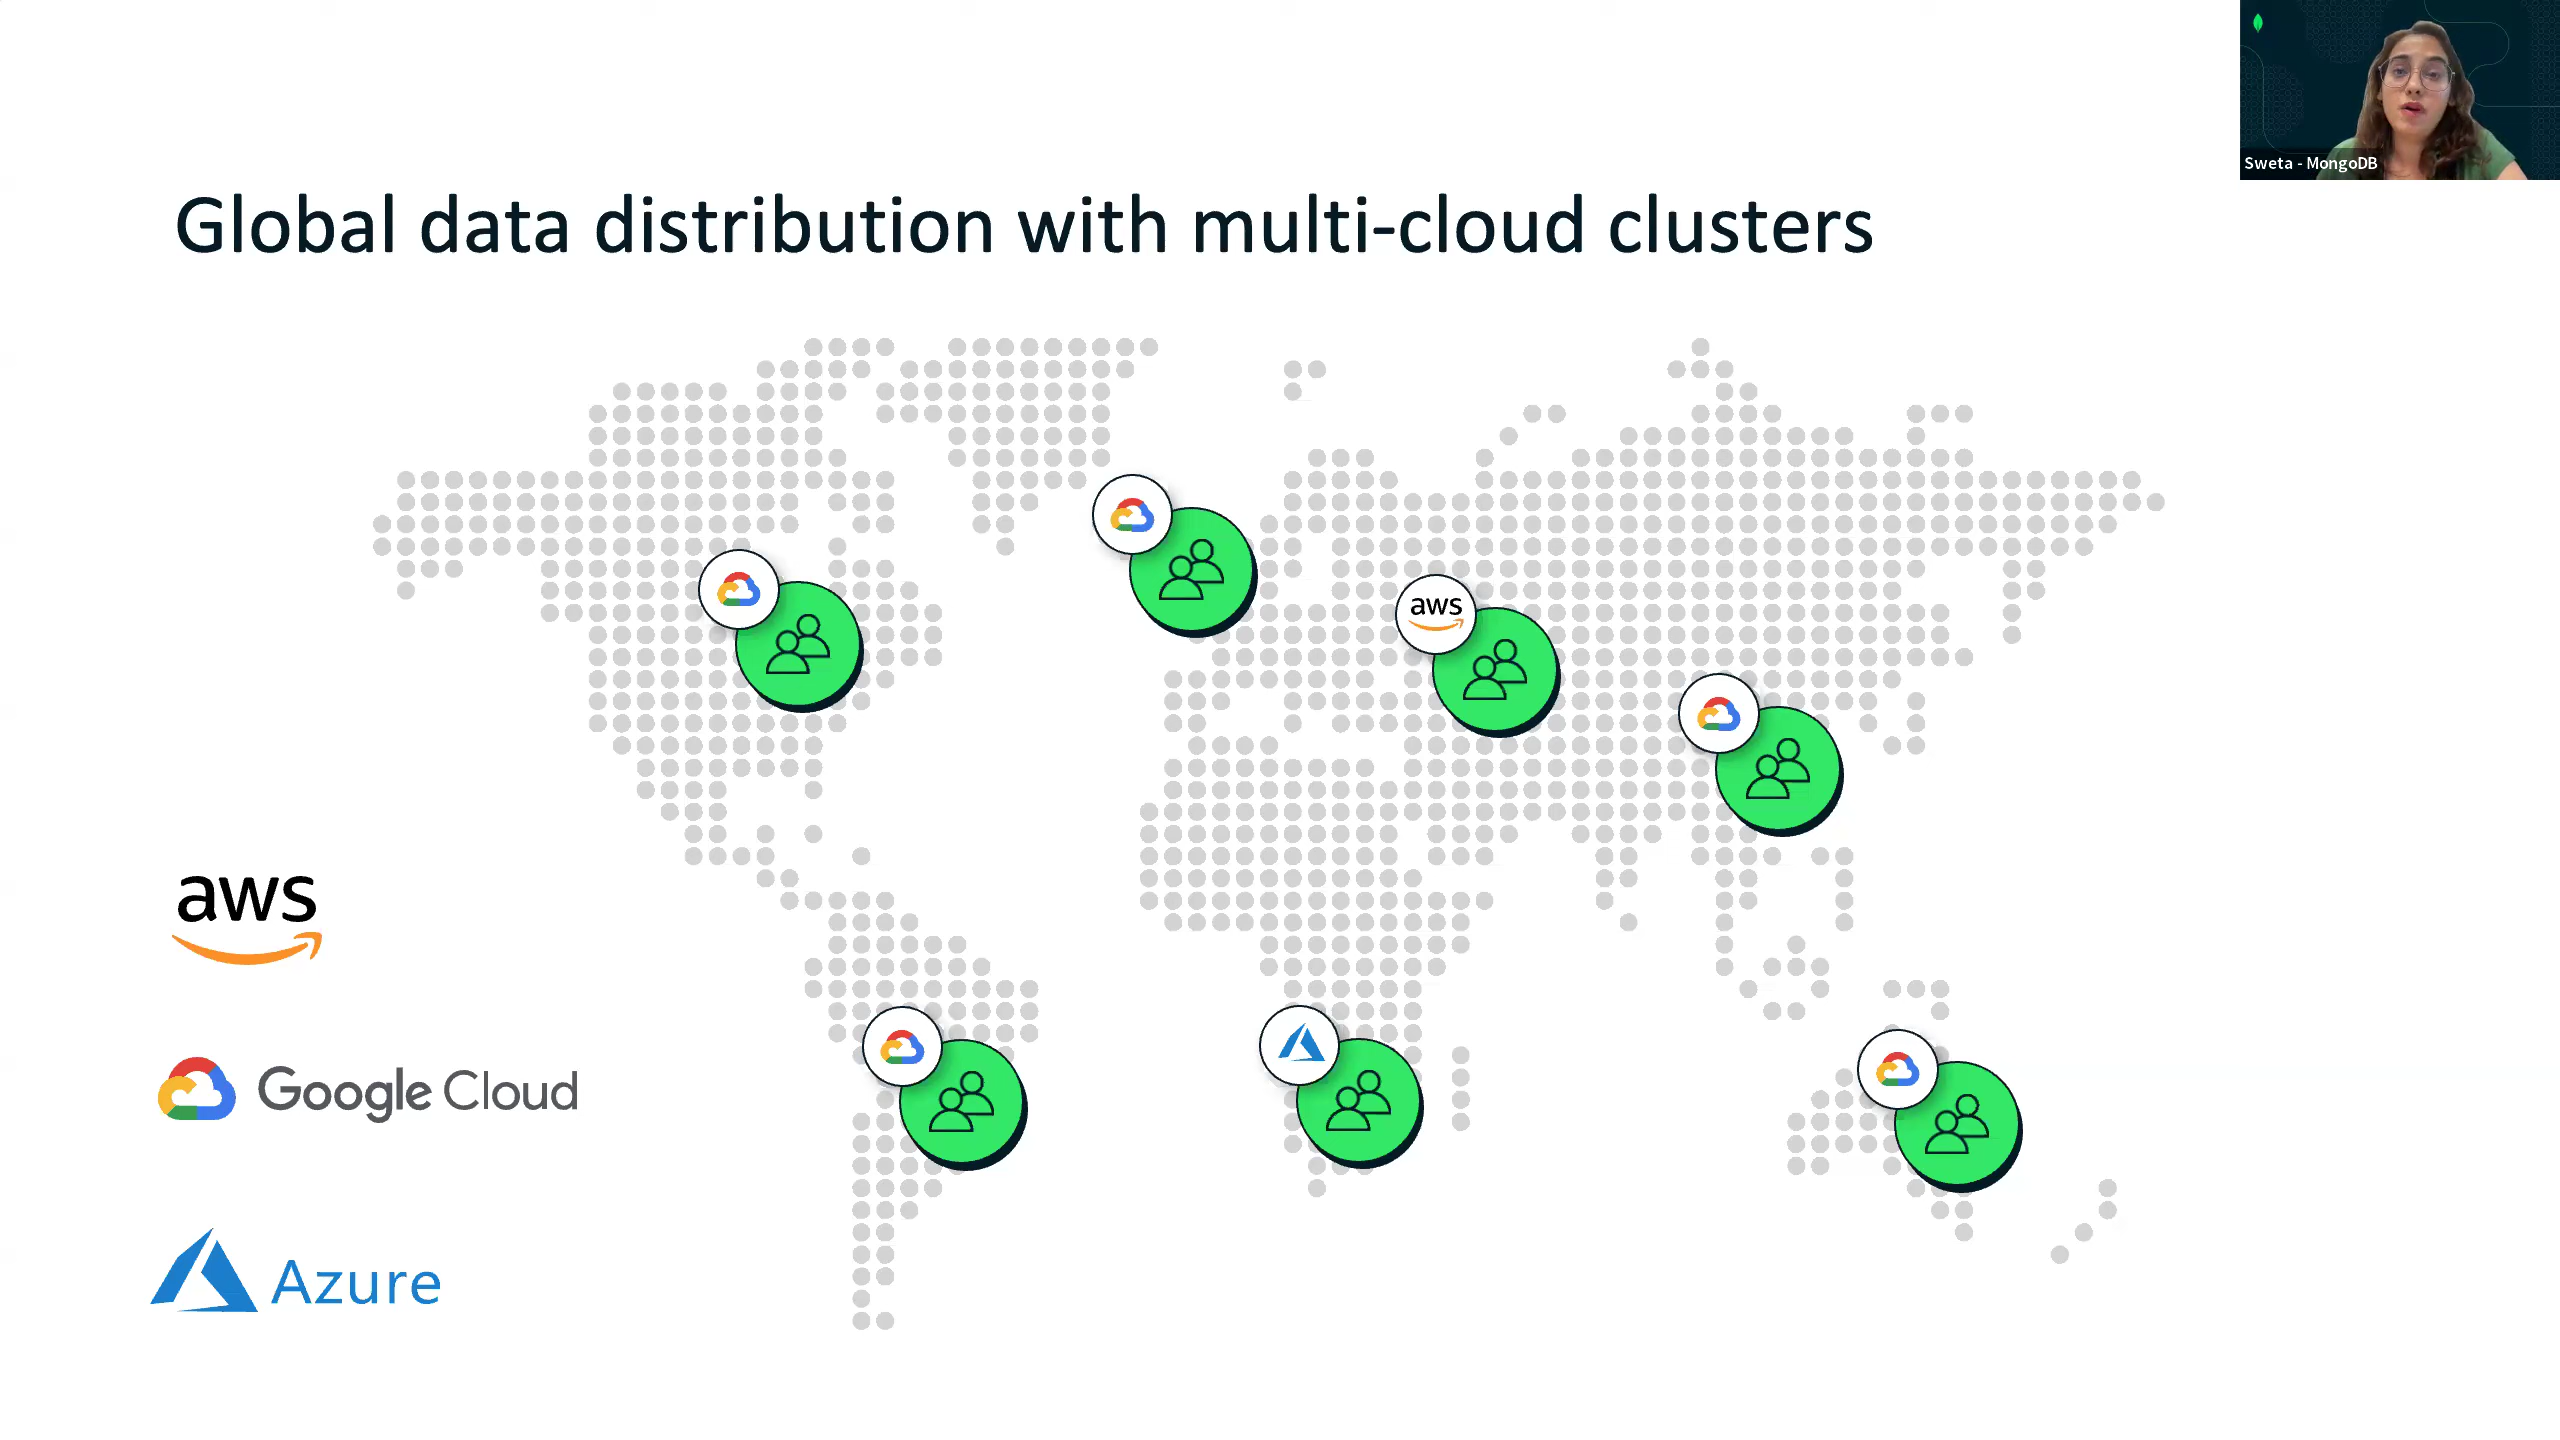 Sweta - MongoDB
Global data distribution with multi-cloud clusters
aws
aws
Google Cloud
Azure